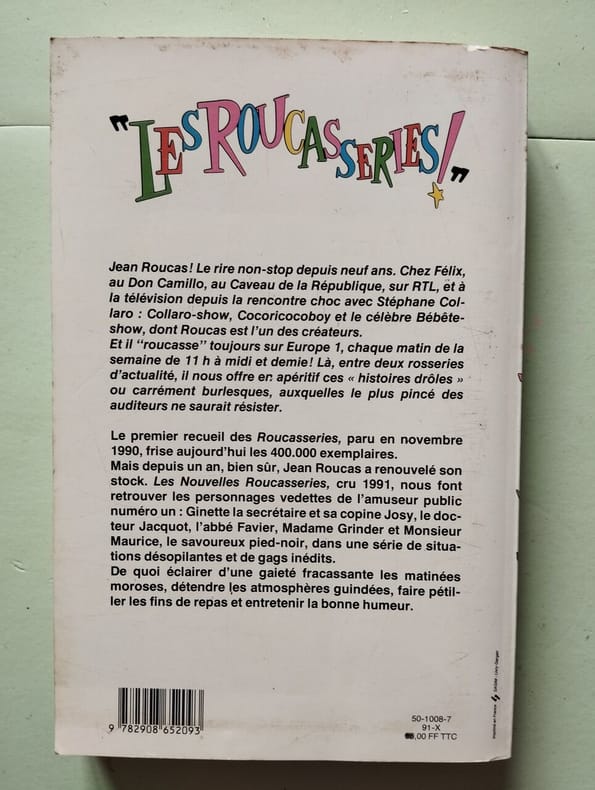 "LES ROUCASSERIES!"
Jean Roucas! Le rire non-stop depuis neuf ans. Chez Félix,
au Don Camillo, au Caveau de la République, sur RTL, et à
la télévision depuis la rencontre choc avec Stéphane Col-
laro : Collaro-show, Cocoricocoboy et le célèbre Bébête-
show, dont Roucas est l'un des créateurs.
Et il "roucasse" toujours sur Europe 1, chaque matin de la
semaine de 11 h à midi et demie! Là, entre deux rosseries
d'actualité, il nous offre en apéritif ces « histoires drôles »
ou carrément burlesques, auxquelles le plus pincé des
auditeurs ne saurait résister.
Le premier recueil des Roucasseries, paru en novembre
1990, frise aujourd'hui les 400.000 exemplaires.
Mais depuis un an, bien sûr, Jean Roucas a renouvelé son
stock. Les Nouvelles Roucasseries, cru 1991, nous font
retrouver les personnages vedettes de l'amuseur public
numéro un : Ginette la secrétaire et sa copine Josy, le doc-
teur Jacquot, l'abbé Favier, Madame Grinder et Monsieur
Maurice, le savoureux pied-noir, dans une série de situa-
tions désopilantes et de gags inédits.
De quoi éclairer d'une gaieté fracassante les matinées
moroses, détendre les atmosphères guindées, faire pétil-
ler les fins de repas et entretenir la bonne humeur.
9 782908 652093
50-1008-7
91-X
,00 FF TTC
Imprimé en France